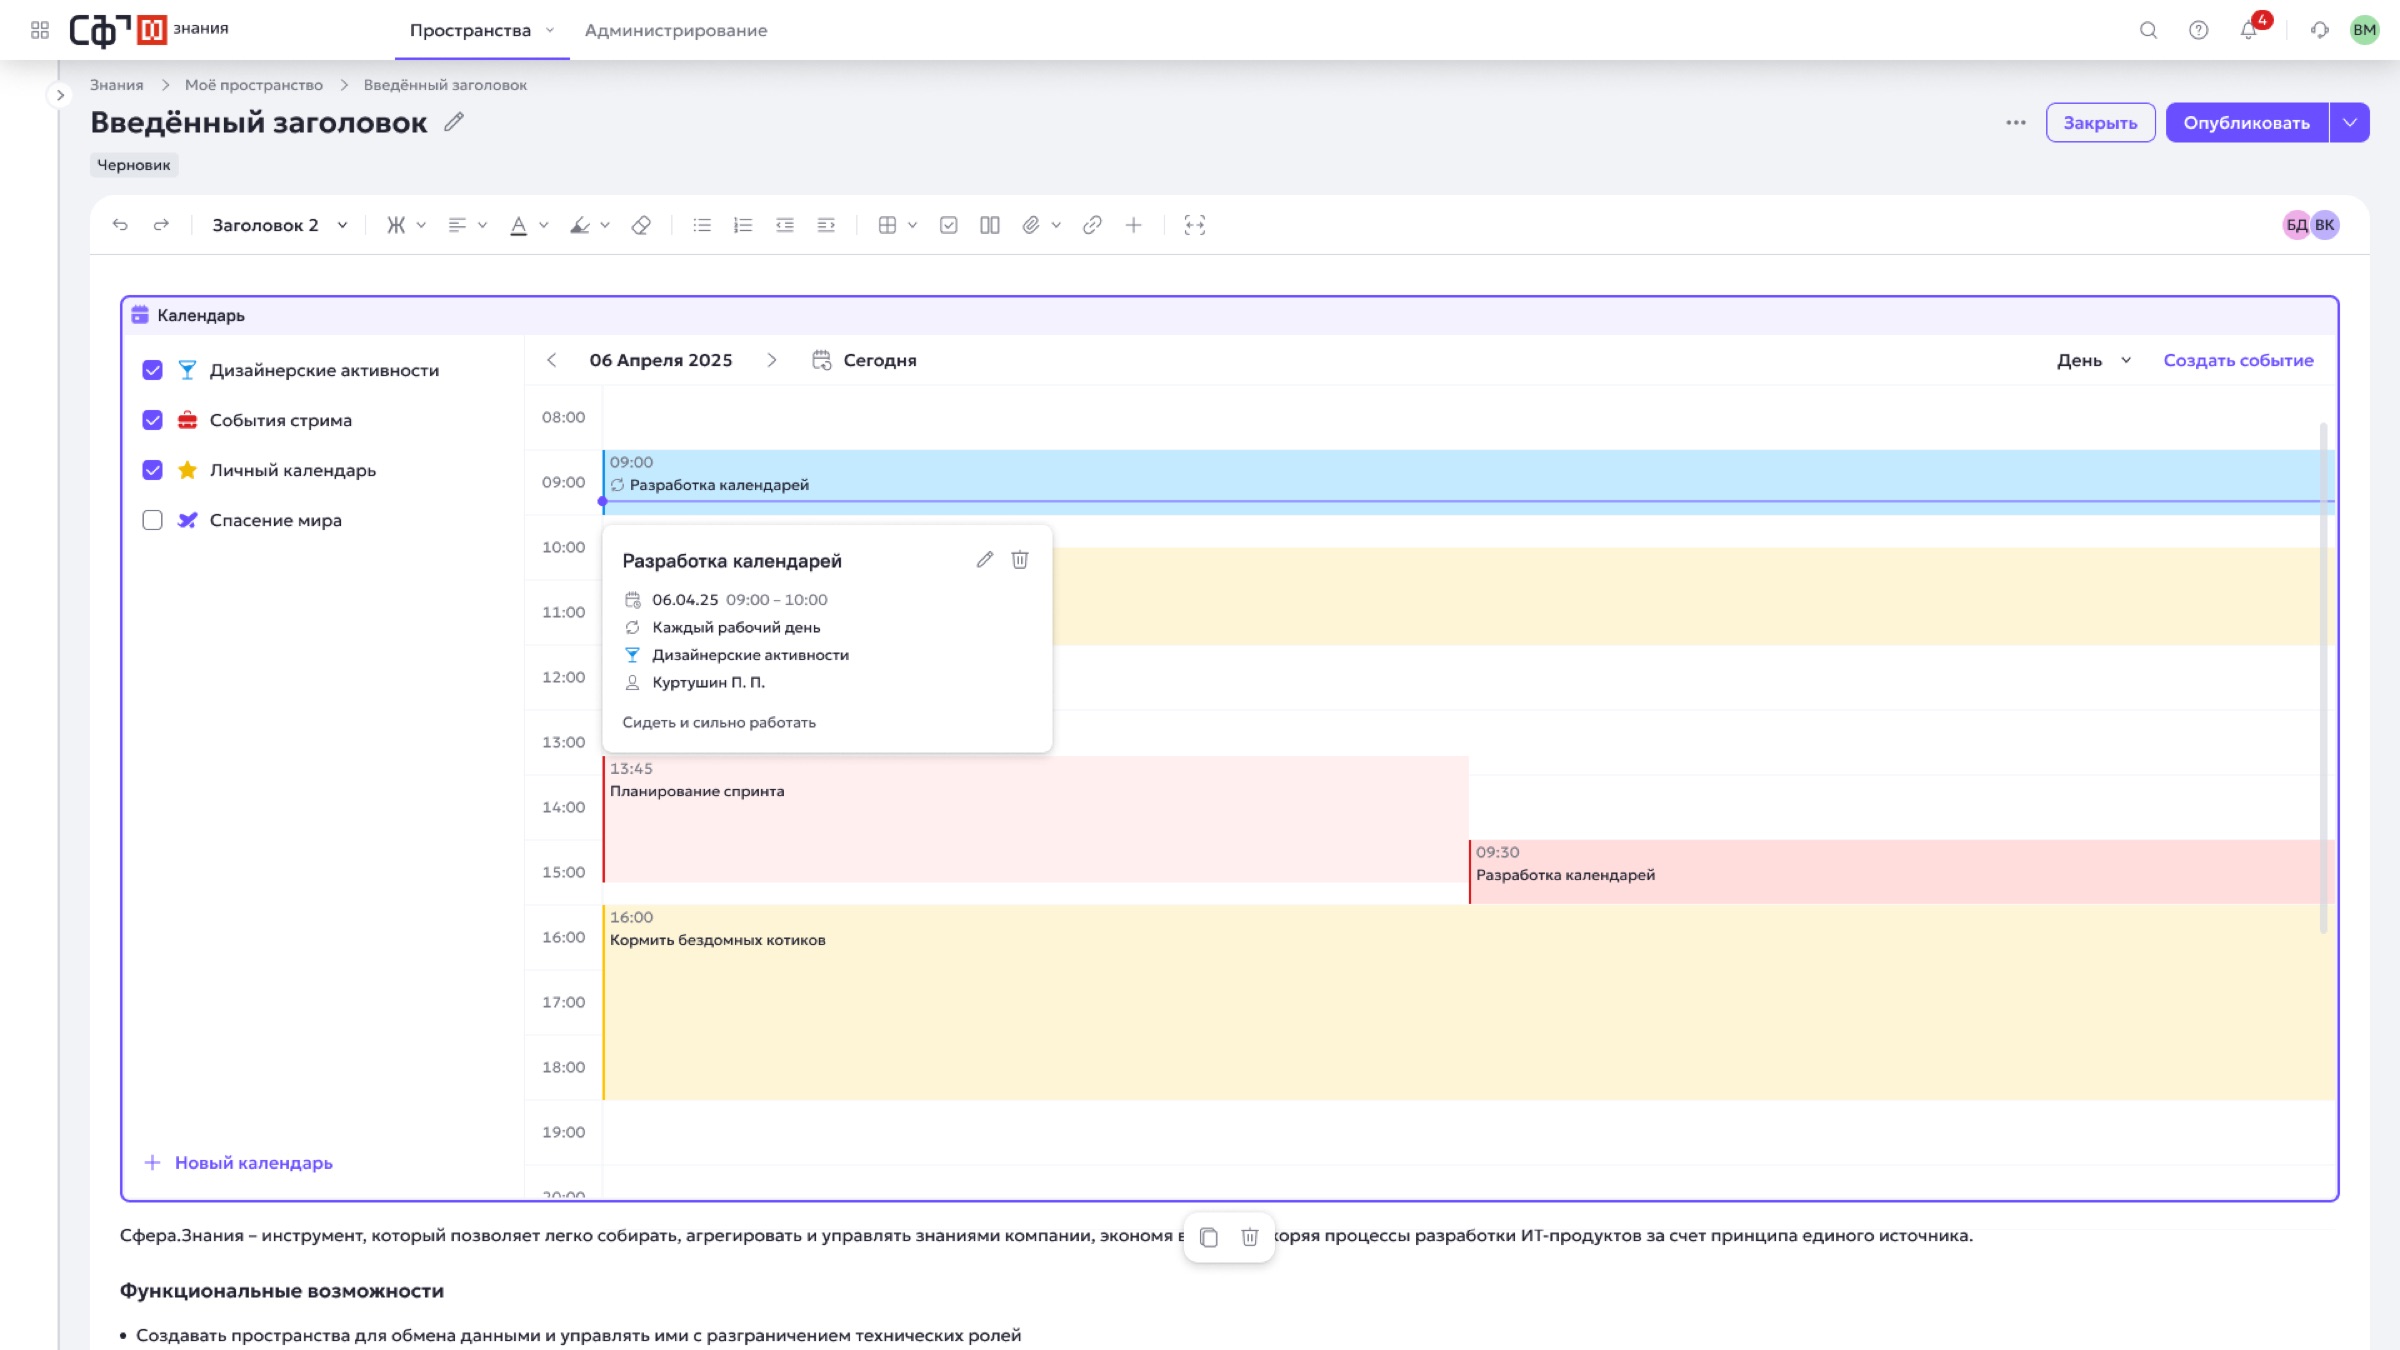 СФ знания
Пространства
Администрирование
4
ВМ
Знания > Моё пространство > Введённый заголовок
Введённый заголовок
Закрыть
Опубликовать
Черновик
Заголовок 2
Ж
А
БД ВК
Календарь
Дизайнерские активности
События стрима
Личный календарь
Спасение мира
Новый календарь
06 Апреля 2025
Сегодня
День
Создать событие
08:00
09:00
10:00
11:00
12:00
13:00
14:00
15:00
16:00
17:00
18:00
19:00
20:00
09:00
Разработка календарей
Разработка календарей
06.04.25 09:00 – 10:00
Каждый рабочий день
Дизайнерские активности
Куртушин П. П.
Сидеть и сильно работать
13:45
Планирование спринта
09:30
Разработка календарей
16:00
Кормить бездомных котиков
Сфера.Знания – инструмент, который позволяет легко собирать, агрегировать и управлять знаниями компании, экономя процессы разработки ИТ-продуктов за счет принципа единого источника.
Функциональные возможности
• Создавать пространства для обмена данными и управлять ими с разграничением технических ролей